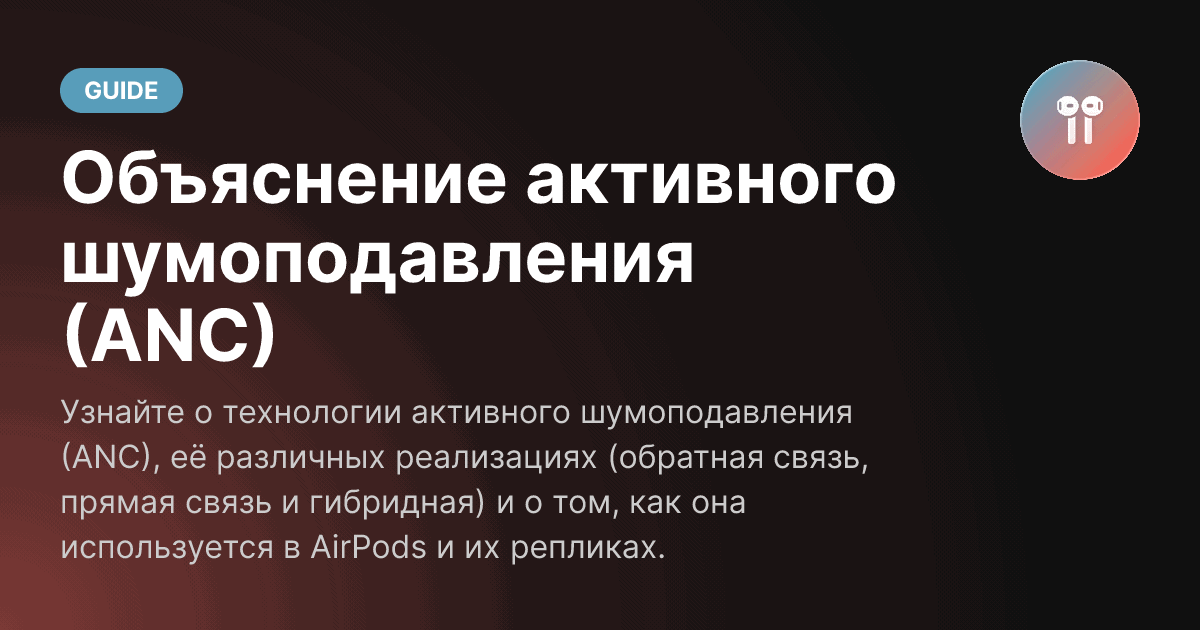 GUIDE
Объяснение активного
шумоподавления
(ANC)
Узнайте о технологии активного шумоподавления
(ANC), её различных реализациях (обратная связь,
прямая связь и гибридная) и о том, как она
используется в AirPods и их репликах.